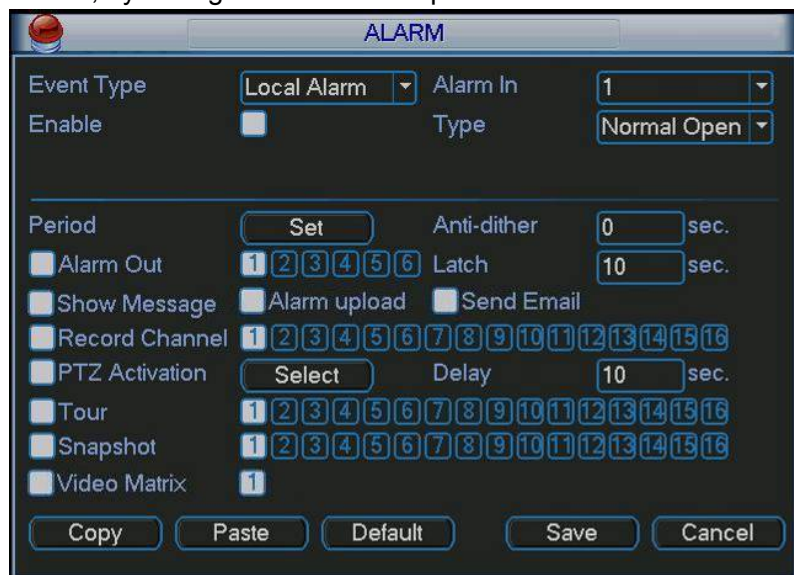 ALARM
Event Type Local Alarm Alarm In 1
Enable Type Normal Open
Period Set Anti-dither 0 sec.
Alarm Out 1 2 3 4 5 6 Latch 10 sec.
Show Message Alarm upload Send Email
Record Channel 1 2 3 4 5 6 7 8 9 10 11 12 13 14 15 16
PTZ Activation Select Delay 10 sec.
Tour 1 2 3 4 5 6 7 8 9 10 11 12 13 14 15 16
Snapshot 1 2 3 4 5 6 7 8 9 10 11 12 13 14 15 16
Video Matrix 1
Copy Paste Default Save Cancel